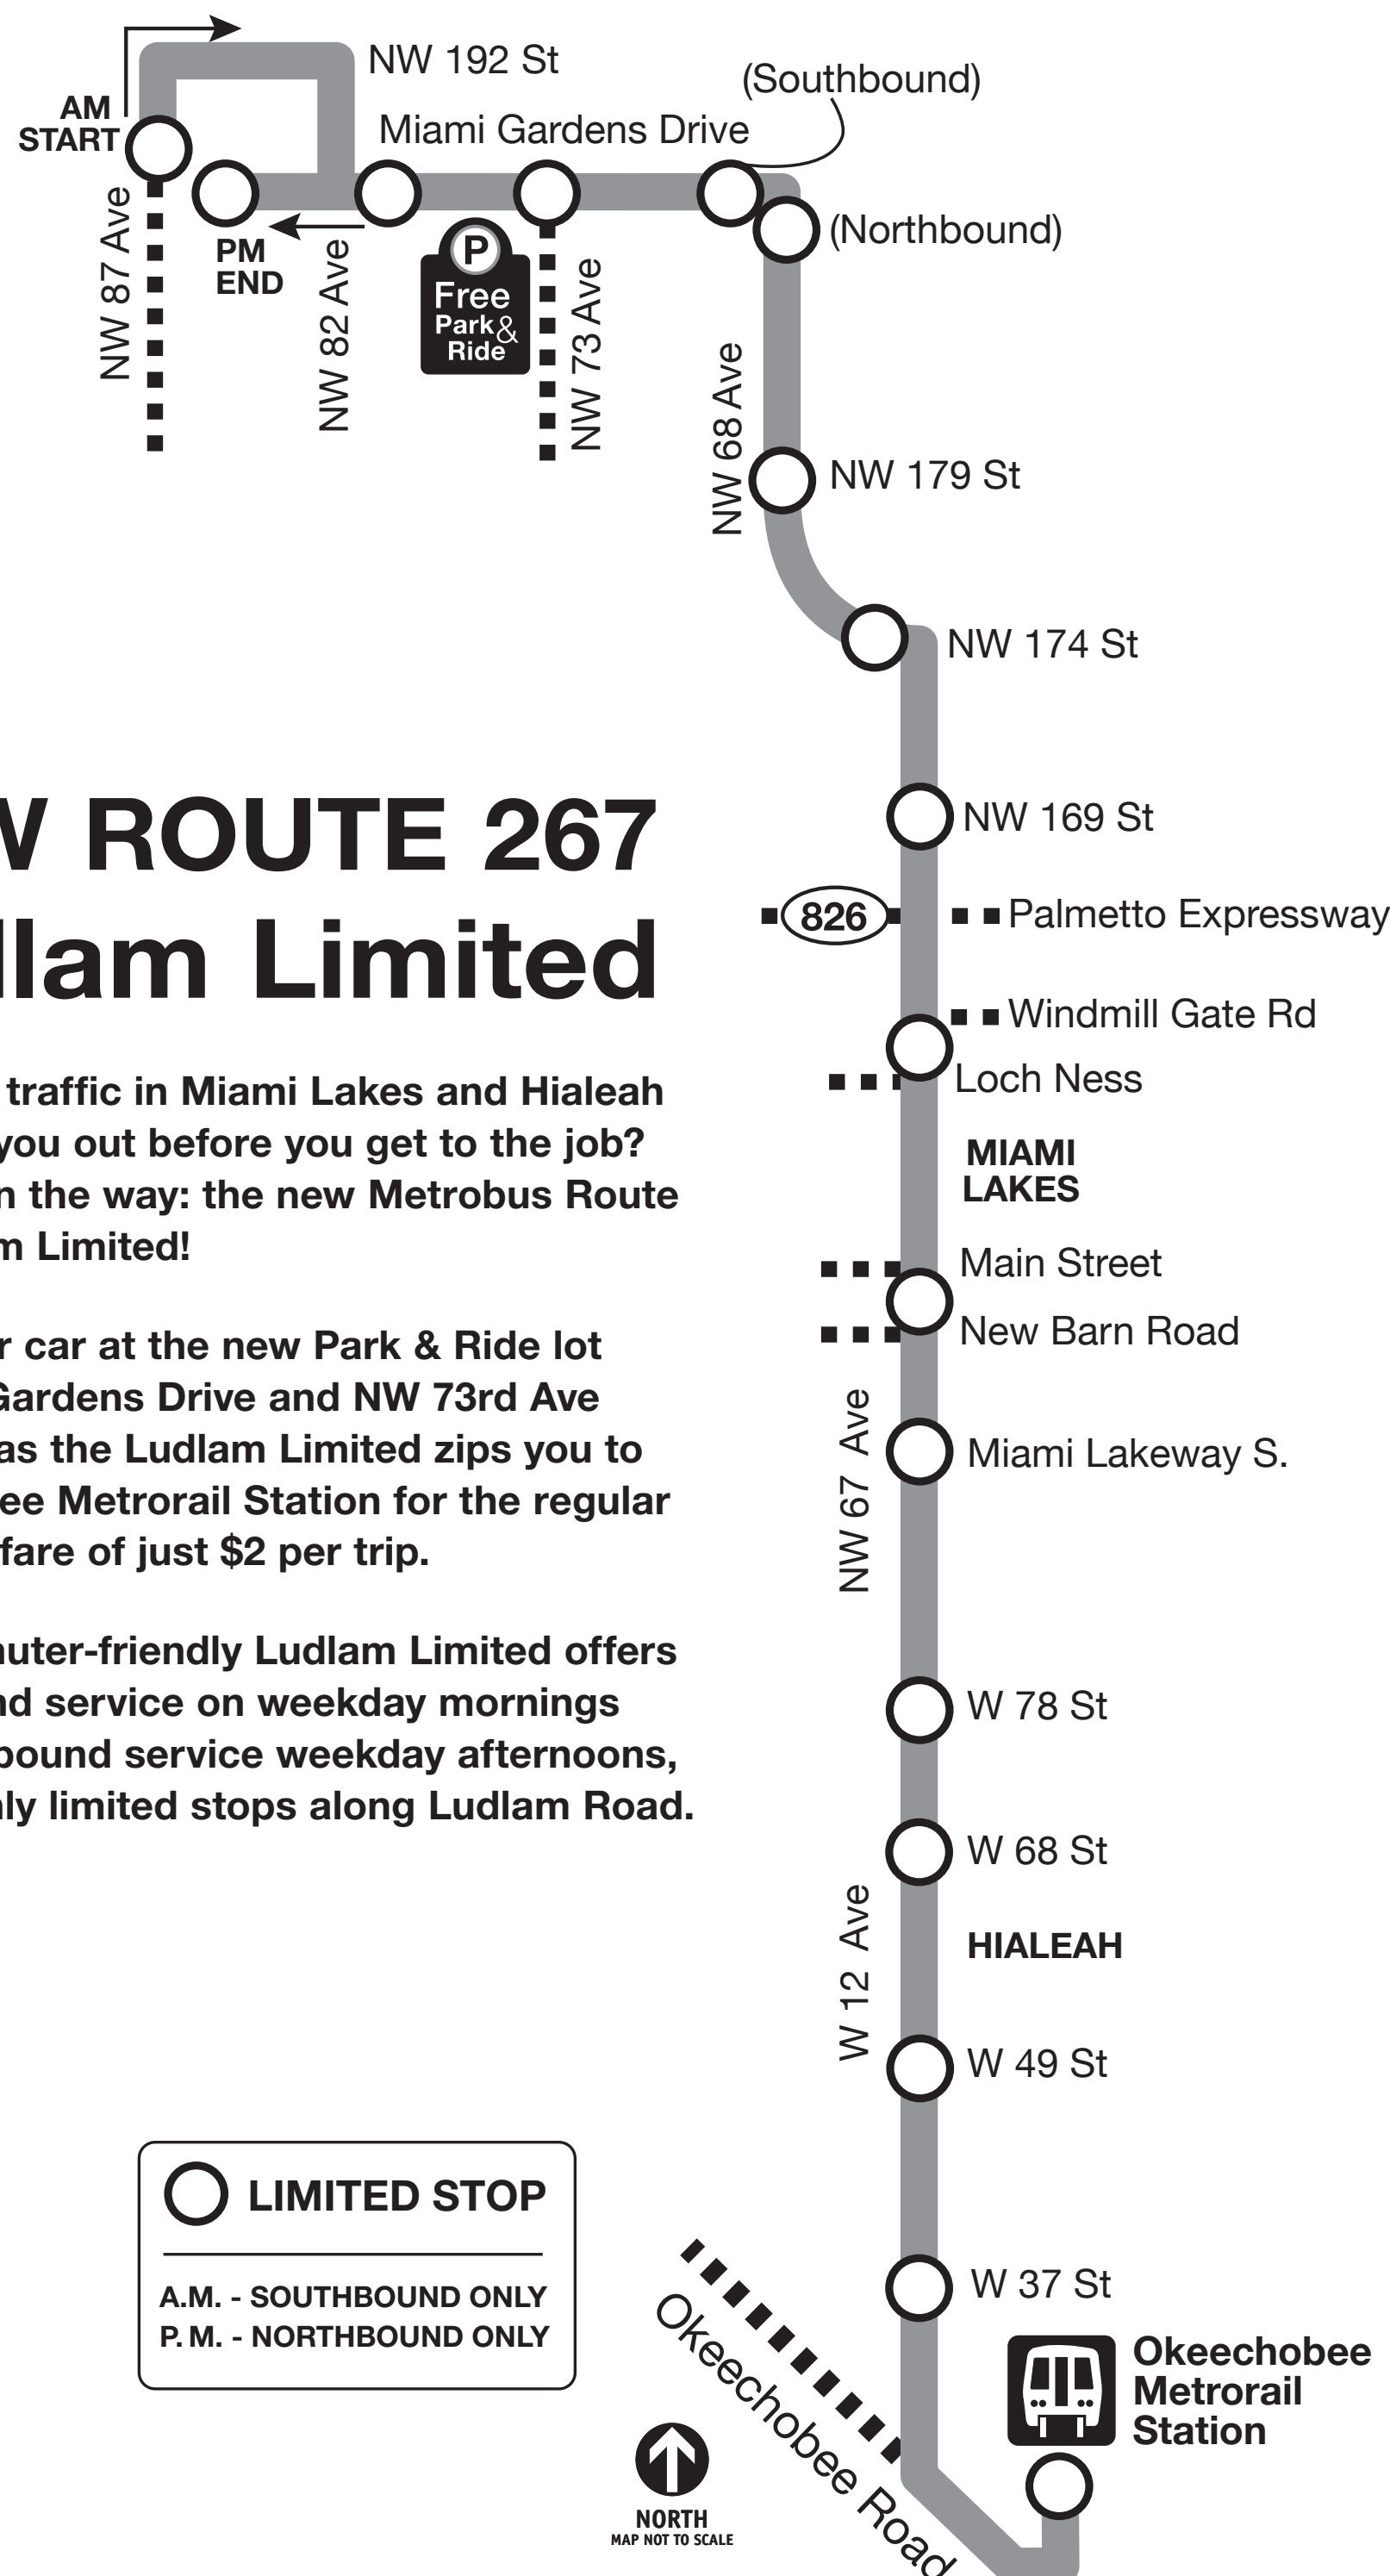 NW 192 St
(Southbound)
AM
START
Miami Gardens Drive
(Northbound)
PM
END
NW 87 Ave
NW 82 Ave
P
Free
Park &
Ride
NW 73 Ave
NW 68 Ave
NW 179 St
NW 174 St
W ROUTE 267
llam Limited
NW 169 St
826
Palmetto Expressway
Windmill Gate Rd
Loch Ness
MIAMI
LAKES
traffic in Miami Lakes and Hialeah
you out before you get to the job?
n the way: the new Metrobus Route
m Limited!
Main Street
New Barn Road
r car at the new Park & Ride lot
Gardens Drive and NW 73rd Ave
as the Ludlam Limited zips you to
ee Metrorail Station for the regular
fare of just $2 per trip.
NW 67 Ave
Miami Lakeway S.
uter-friendly Ludlam Limited offers
nd service on weekday mornings
bound service weekday afternoons,
ly limited stops along Ludlam Road.
W 78 St
W 68 St
W 12 Ave
HIALEAH
W 49 St
LIMITED STOP
A.M. - SOUTHBOUND ONLY
P.M. - NORTHBOUND ONLY
W 37 St
Okeechobee Road
Okeechobee
Metrorail
Station
NORTH
MAP NOT TO SCALE